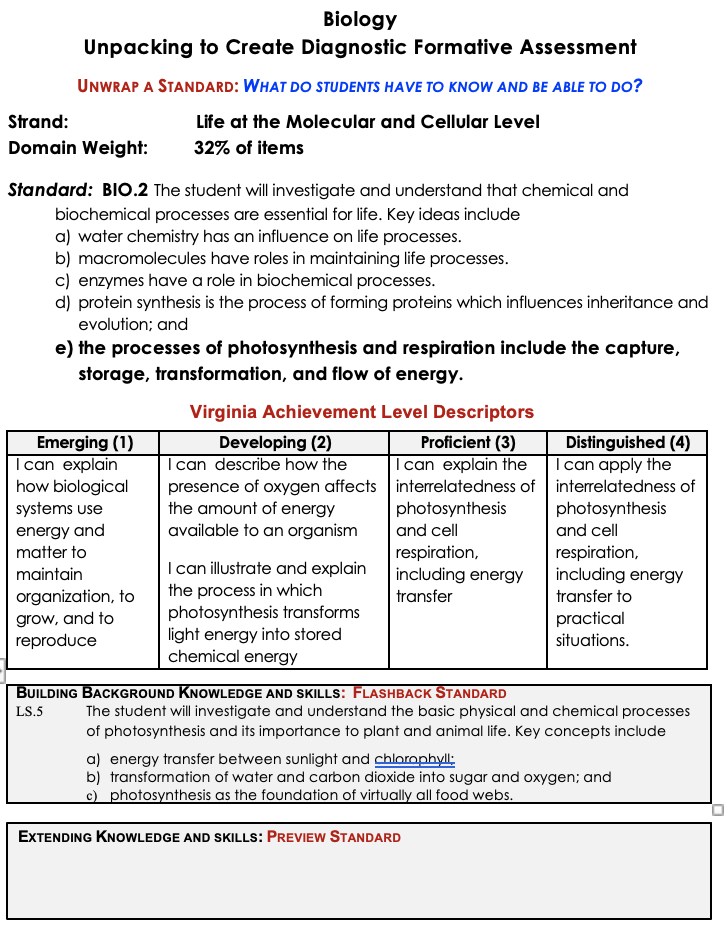 Biology
Unpacking to Create Diagnostic Formative Assessment
UNWRAP A STANDARD: WHAT DO STUDENTS HAVE TO KNOW AND BE ABLE TO DO?
Strand: Life at the Molecular and Cellular Level
Domain Weight: 32% of items
Standard: BIO.2 The student will investigate and understand that chemical and
biochemical processes are essential for life. Key ideas include
a) water chemistry has an influence on life processes.
b) macromolecules have roles in maintaining life processes.
c) enzymes have a role in biochemical processes.
d) protein synthesis is the process of forming proteins which influences inheritance and
evolution; and
e) the processes of photosynthesis and respiration include the capture,
storage, transformation, and flow of energy.
Virginia Achievement Level Descriptors
Emerging (1)
I can explain
how biological
systems use
energy and
matter to
maintain
organization, to
grow, and to
reproduce
Developing (2)
I can describe how the
presence of oxygen affects
the amount of energy
available to an organism
I can illustrate and explain
the process in which
photosynthesis transforms
light energy into stored
chemical energy
Proficient (3)
I can explain the
interrelatedness of
photosynthesis
and cell
respiration,
including energy
transfer
Distinguished (4)
I can apply the
interrelatedness of
photosynthesis
and cell
respiration,
including energy
transfer to
practical
situations.
BUILDING BACKGROUND KNOWLEDGE AND SKILLS: FLASHBACK STANDARD
LS.5 The student will investigate and understand the basic physical and chemical processes
of photosynthesis and its importance to plant and animal life. Key concepts include
a) energy transfer between sunlight and chlorophyll;
b) transformation of water and carbon dioxide into sugar and oxygen; and
c) photosynthesis as the foundation of virtually all food webs.
EXTENDING KNOWLEDGE AND SKILLS: PREVIEW STANDARD